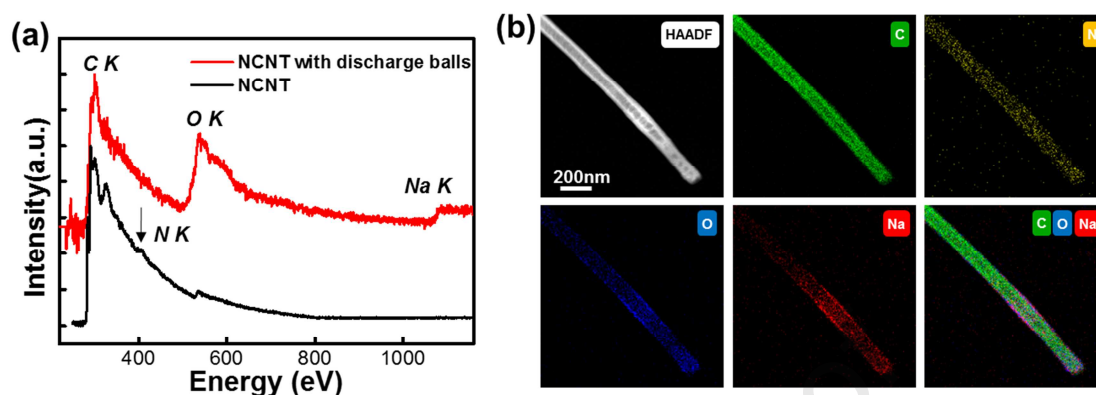 (a)
C K
NCNT with discharge balls
NCNT
O K
Na K
N K
Intensity(a.u.)
400
600
800
1000
Energy (eV)
(b)
HAADF
200nm
C
N
O
Na
C O Na